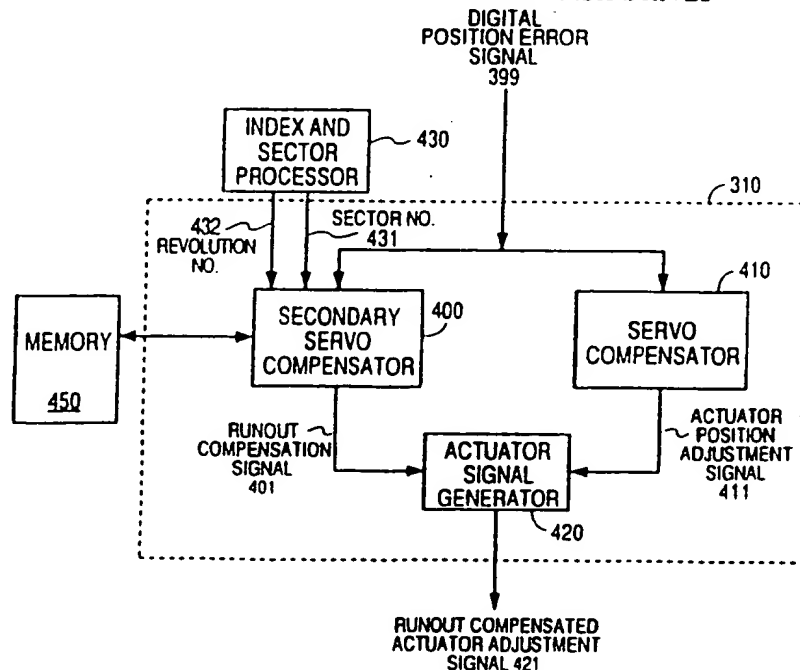 DIGITAL
POSITION ERROR
SIGNAL
399
INDEX AND
SECTOR
PROCESSOR
430
310
432
REVOLUTION
NO.
SECTOR NO.
431
410
MEMORY
450
SECONDARY
SERVO
COMPENSATOR
400
SERVO
COMPENSATOR
RUNOUT
COMPENSATION
SIGNAL
401
ACTUATOR
SIGNAL
GENERATOR
420
ACTUATOR
POSITION
ADJUSTMENT
SIGNAL
411
RUNOUT COMPENSATED
ACTUATOR ADJUSTMENT
SIGNAL 421